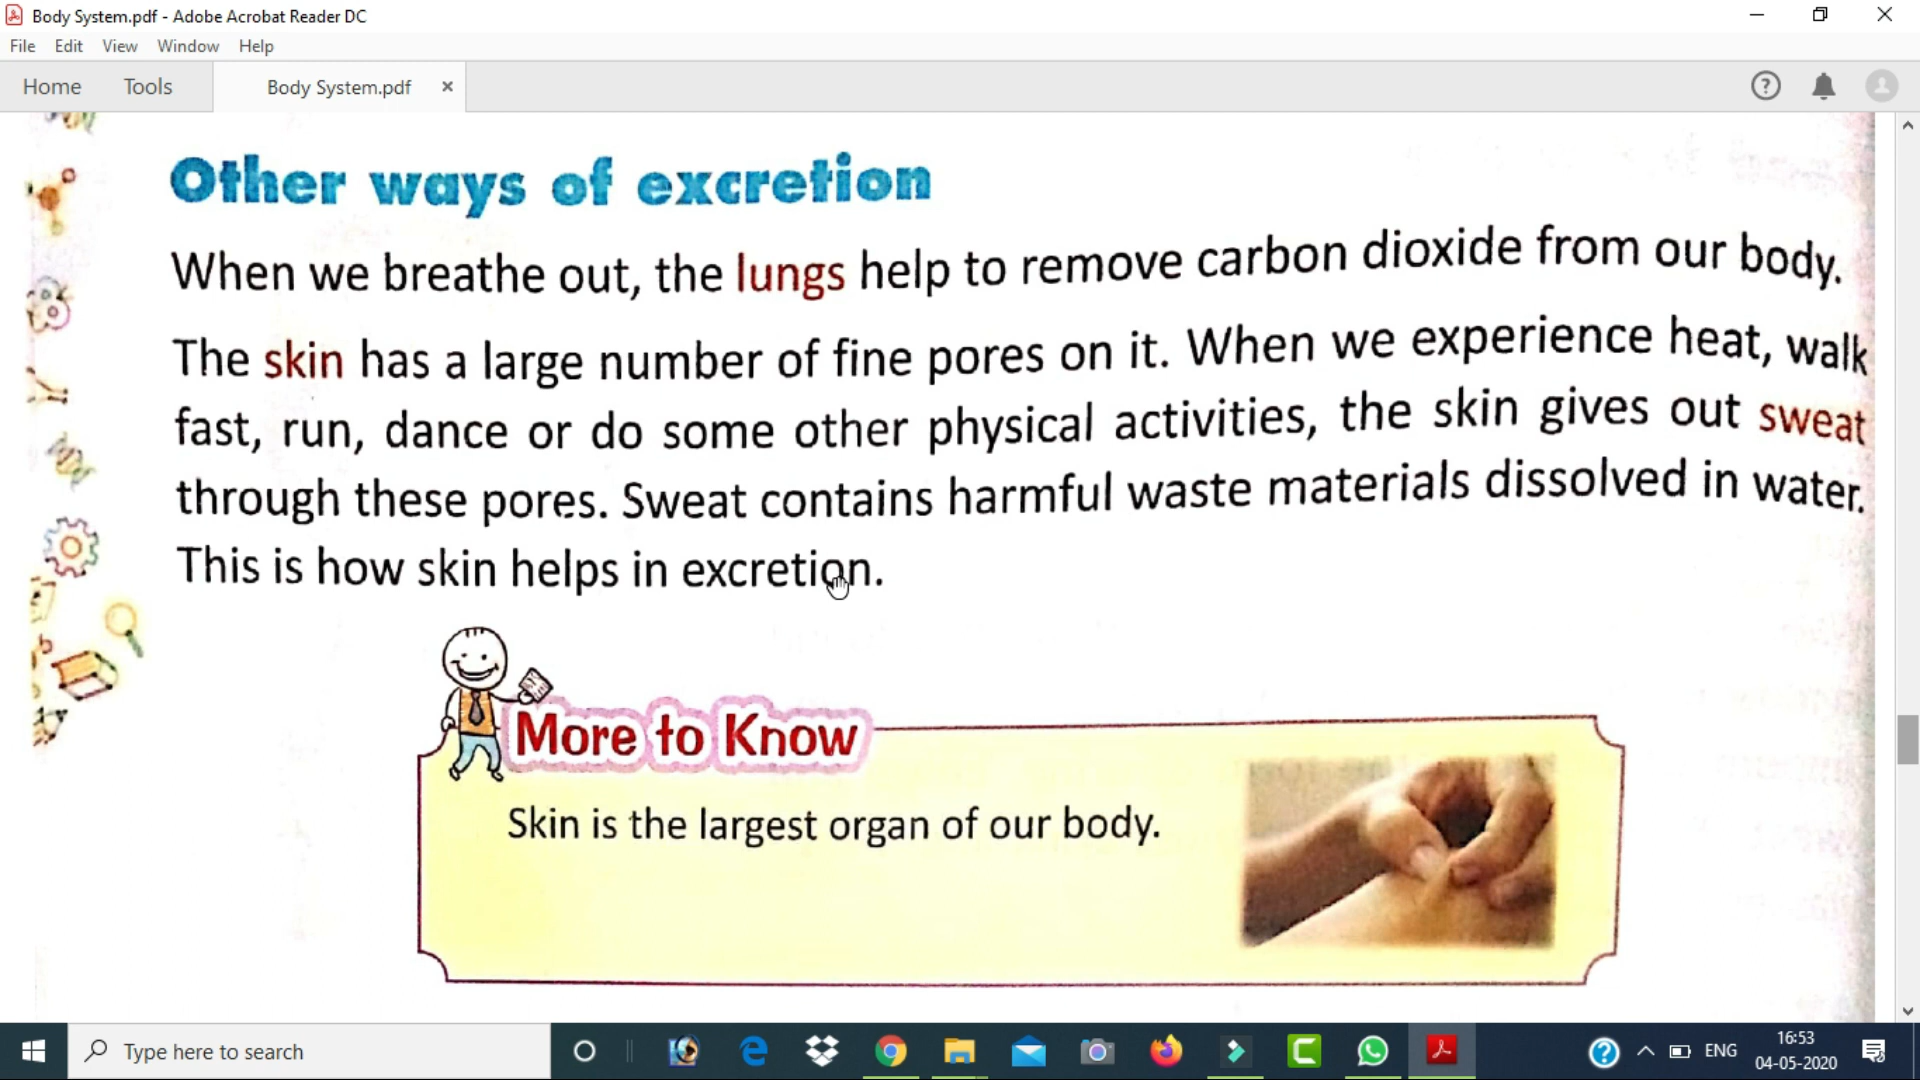 Body System.pdf - Adobe Acrobat Reader DC
File Edit View Window Help
Home Tools Body System.pdf ×
Other ways of excretion
When we breathe out, the lungs help to remove carbon dioxide from our body.
The skin has a large number of fine pores on it. When we experience heat, walk
fast, run, dance or do some other physical activities, the skin gives out sweat
through these pores. Sweat contains harmful waste materials dissolved in water.
This is how skin helps in excretion.
More to Know
Skin is the largest organ of our body.
Type here to search
ENG
16:53
04-05-2020